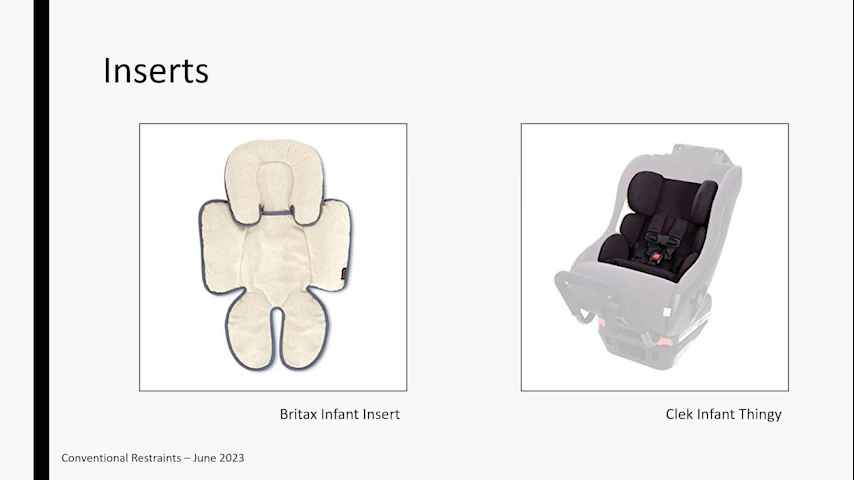 Inserts
Britax Infant Insert
Clek Infant Thingy
Conventional Restraints – June 2023